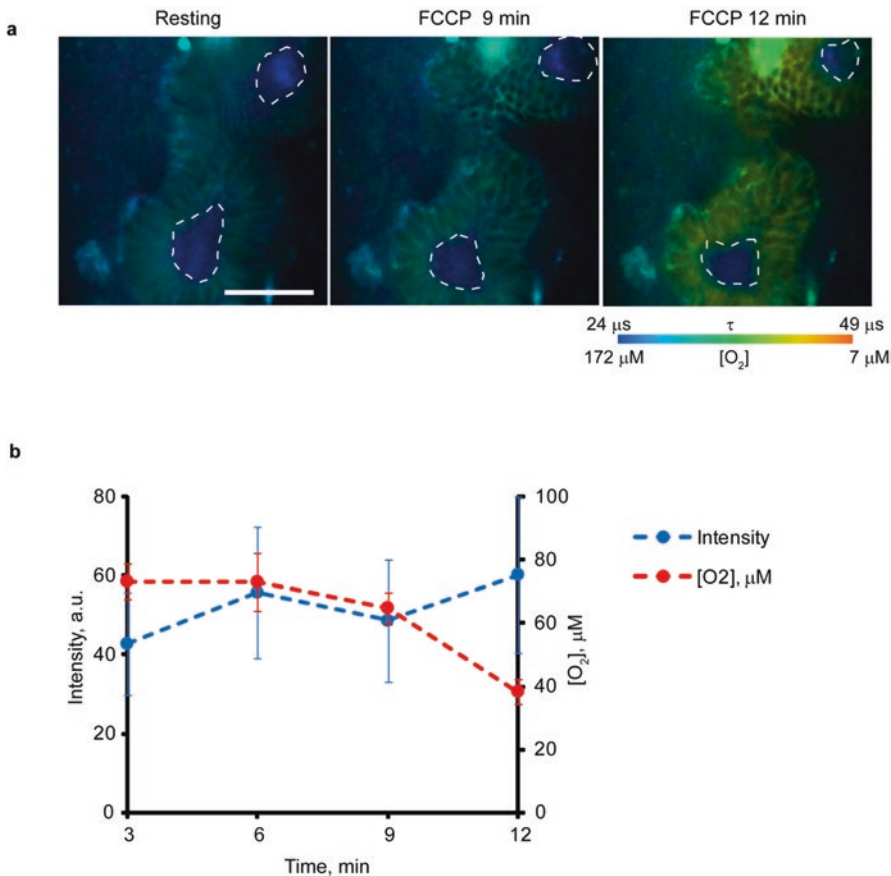 a
Resting
FCCP 9 min
FCCP 12 min
24 μs
τ
49 μs
172 μM
[O₂]
7 μM
b
80
60
40
20
0
Intensity, a.u.
100
80
60
40
20
0
[O₂], μM
3
6
9
12
Time, min
Intensity
[O2], μM